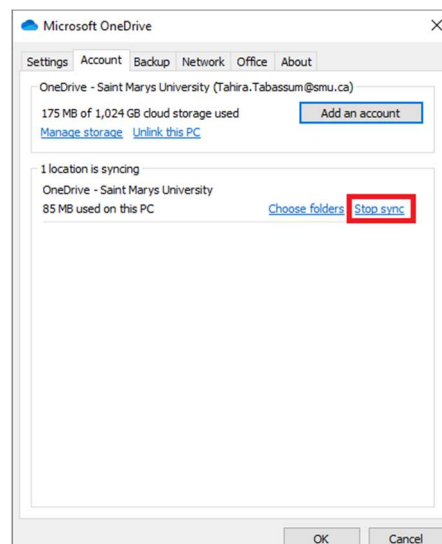 Microsoft OneDrive
Settings Account Backup Network Office About
OneDrive - Saint Marys University (Tahira.Tabassum@smu.ca)
175 MB of 1,024 GB cloud storage used Add an account
Manage storage Unlink this PC
1 location is syncing
OneDrive - Saint Marys University
85 MB used on this PC Choose folders Stop sync
OK Cancel